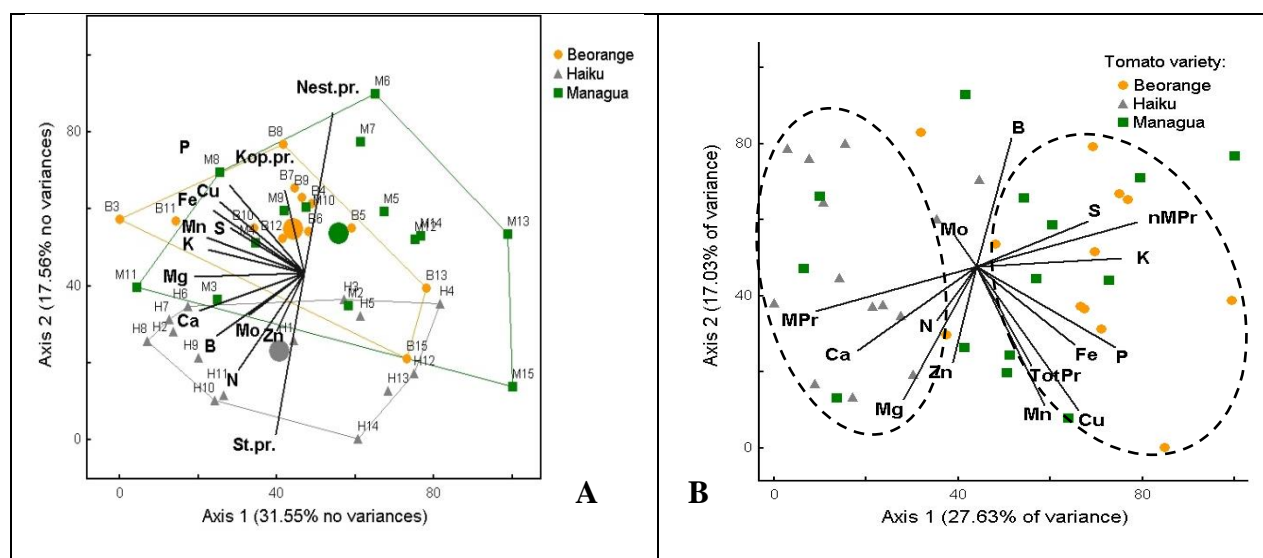 Beorange
Haiku
Managua
M6
Nest.pr.
80
M7
B8
P
M8
Kop.pr.
B7
B9
Cu
B4
Fe
M9
M10
M5
B3
B11
B10
B12
B6
B5
M14
M12
M13
Mn
S
M4
K
Mg
40
M11
M3
H6
H3
M2
H5
B13
H4
Ca
H7
H8
H2
Mo
Zn
H1
B
H9
B15
H12
N
H11
H10
H13
M15
H14
0
St.pr.
0
80
Axis 1 (31.55% no variances)
Axis 2 (17.56% no variances)
A
Tomato variety:
Beorange
Haiku
Managua
80
B
S
nMPr
Mo
K
40
MPr
N
Ca
Fe
P
Zn
TotPr
Mg
Mn
Cu
0
0
40
80
Axis 1 (27.63% of variance)
Axis 2 (17.03% of variance)
B